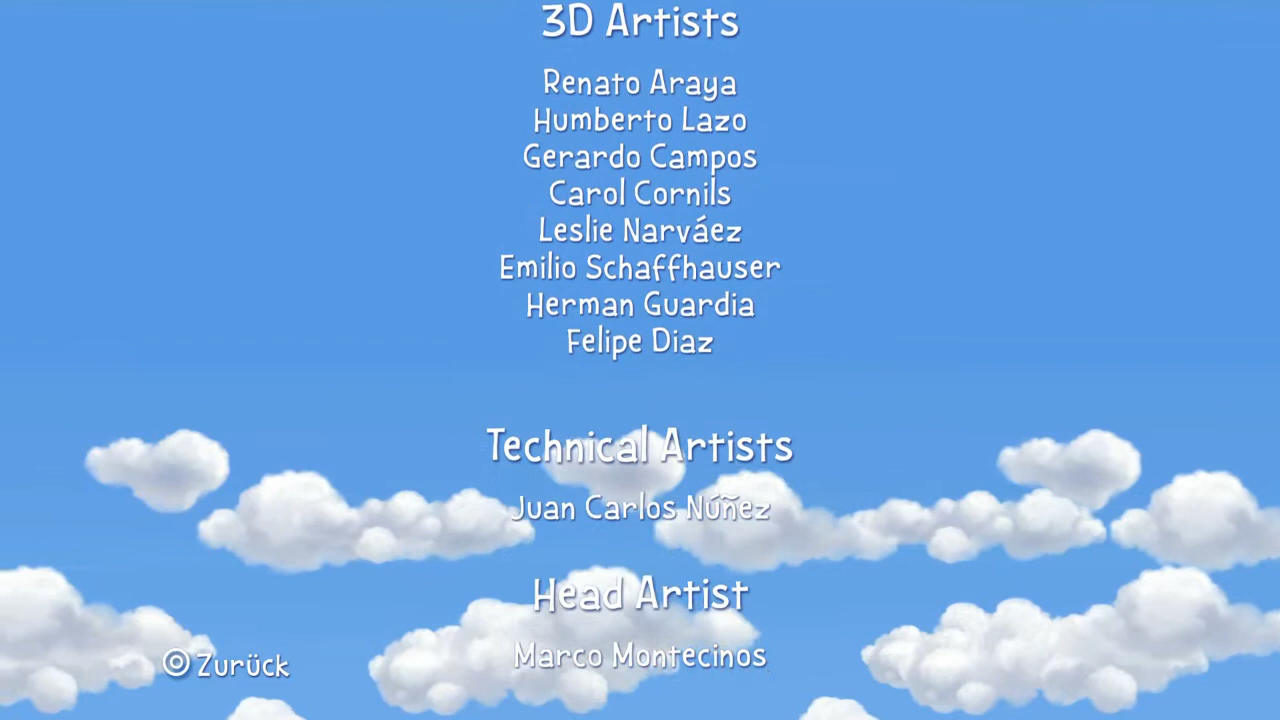 3D Artists
Renato Araya
Humberto Lazo
Gerardo Campos
Carol Cornils
Leslie Narváez
Emilio Schaffhauser
Herman Guardia
Felipe Diaz
Technical Artists
Juan Carlos Núñez
Head Artist
Marco Montecinos
Zurück